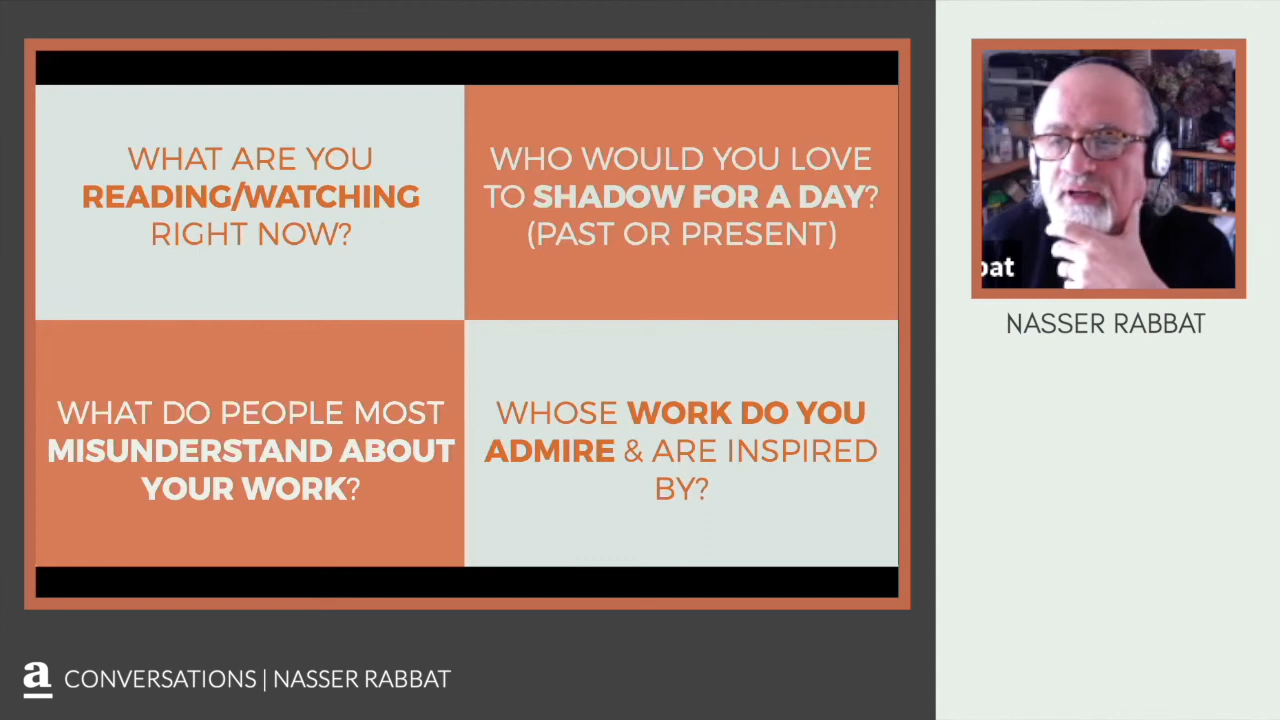 WHAT ARE YOU
READING/WATCHING
RIGHT NOW?
WHO WOULD YOU LOVE
TO SHADOW FOR A DAY?
(PAST OR PRESENT)
WHAT DO PEOPLE MOST
MISUNDERSTAND ABOUT
YOUR WORK?
WHOSE WORK DO YOU
ADMIRE & ARE INSPIRED
BY?
bat
NASSER RABBAT
a CONVERSATIONS | NASSER RABBAT